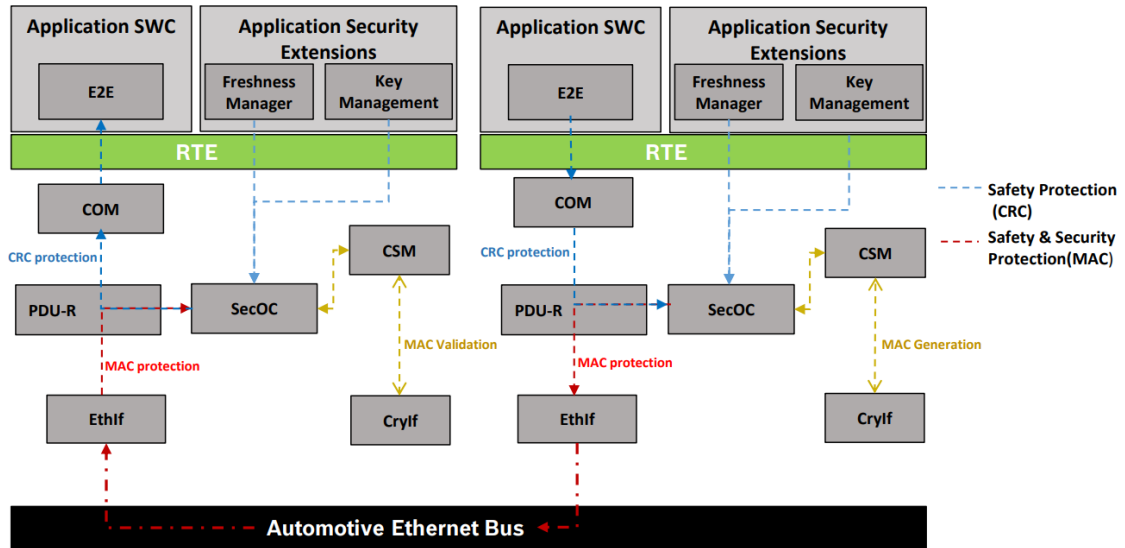 Application SWC
Application Security
Extensions
E2E
Freshness
Manager
Key
Management
RTE
COM
CRC protection
CSM
PDU-R
SecOC
MAC Validation
MAC protection
EthIf
CryIf
Application SWC
Application Security
Extensions
E2E
Freshness
Manager
Key
Management
RTE
COM
CRC protection
CSM
PDU-R
SecOC
MAC Generation
MAC protection
EthIf
CryIf
Safety Protection
(CRC)
Safety & Security
Protection(MAC)
Automotive Ethernet Bus